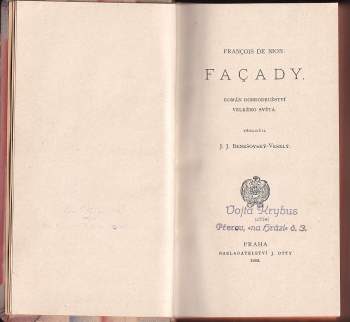 FRANÇOIS DE NION:
FAÇADY.
ROMÁN DOBRODRUŽSTVÍ
VELKÉHO SVĚTA.
PŘELOŽIL
J. J. BENEŠOVSKÝ-VESELÝ.
Vojta Krybus
Přerov, «na hrázi» č. 3.
PRAHA
NAKLADATELSTVÍ J. OTTY